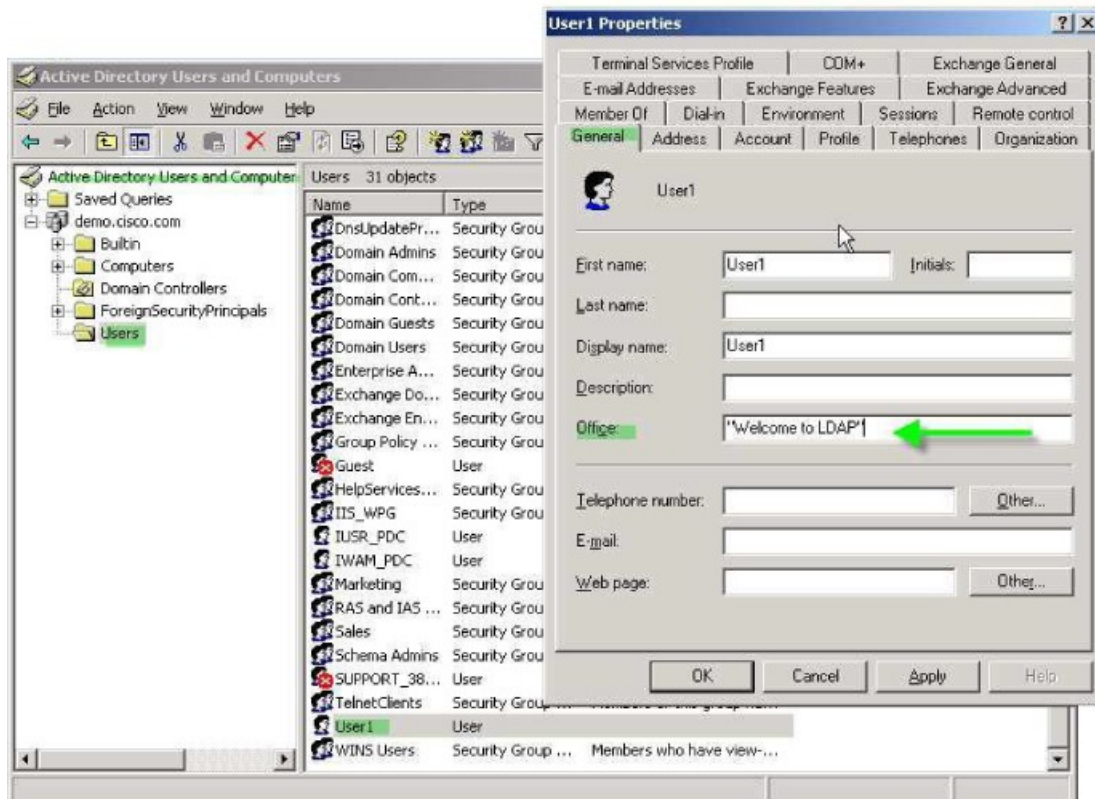 Active Directory Users and Computers
File Action View Window Help
Active Directory Users and Computer
Saved Queries
demo.cisco.com
Builtin
Computers
Domain Controllers
ForeignSecurityPrincipals
Users
Users 31 objects
Name Type
DnsUpdatePr... Security Grou
Domain Admins Security Grou
Domain Com... Security Grou
Domain Cont... Security Grou
Domain Guests Security Grou
Domain Users Security Grou
Enterprise A... Security Grou
Exchange Do... Security Grou
Exchange En... Security Grou
Group Policy ... Security Grou
Guest User
HelpServices... Security Grou
IIS_WPG Security Grou
IUSR_PDC User
IWAM_PDC User
Marketing Security Grou
RAS and IAS ... Security Grou
Sales Security Grou
Schema Admins Security Grou
SUPPORT_38... User
TelnetClients Security Group ... Members of this group
User1 User
WINS Users Security Group ... Members who have view-...
User1 Properties
Terminal Services Profile COM+ Exchange General
E-mail Addresses Exchange Features Exchange Advanced
Member Of Dial-in Environment Sessions Remote control
General Address Account Profile Telephones Organization
User1
First name: User1 Initials:
Last name:
Display name: User1
Description:
Office: "Welcome to LDAP"
Telephone number: Other...
E-mail:
Web page: Other...
OK Cancel Apply Help